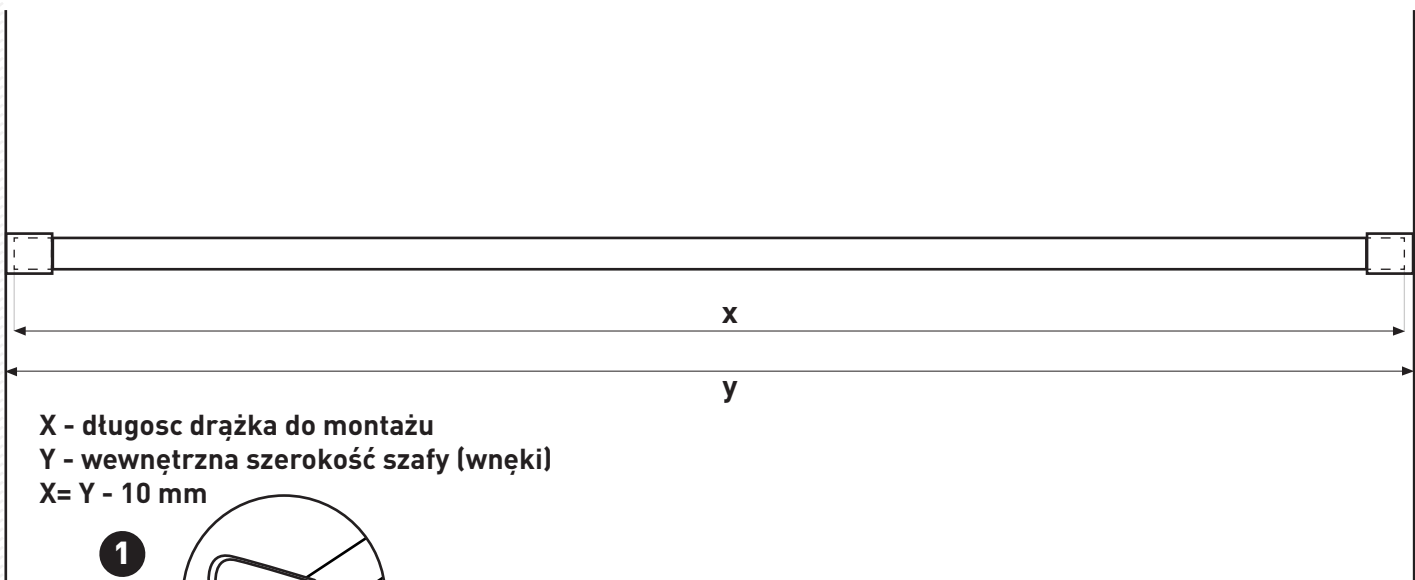 x
y
X - długosc drążka do montażu
Y - wewnętrzna szerokość szafy (wnęki)
X= Y - 10 mm
1